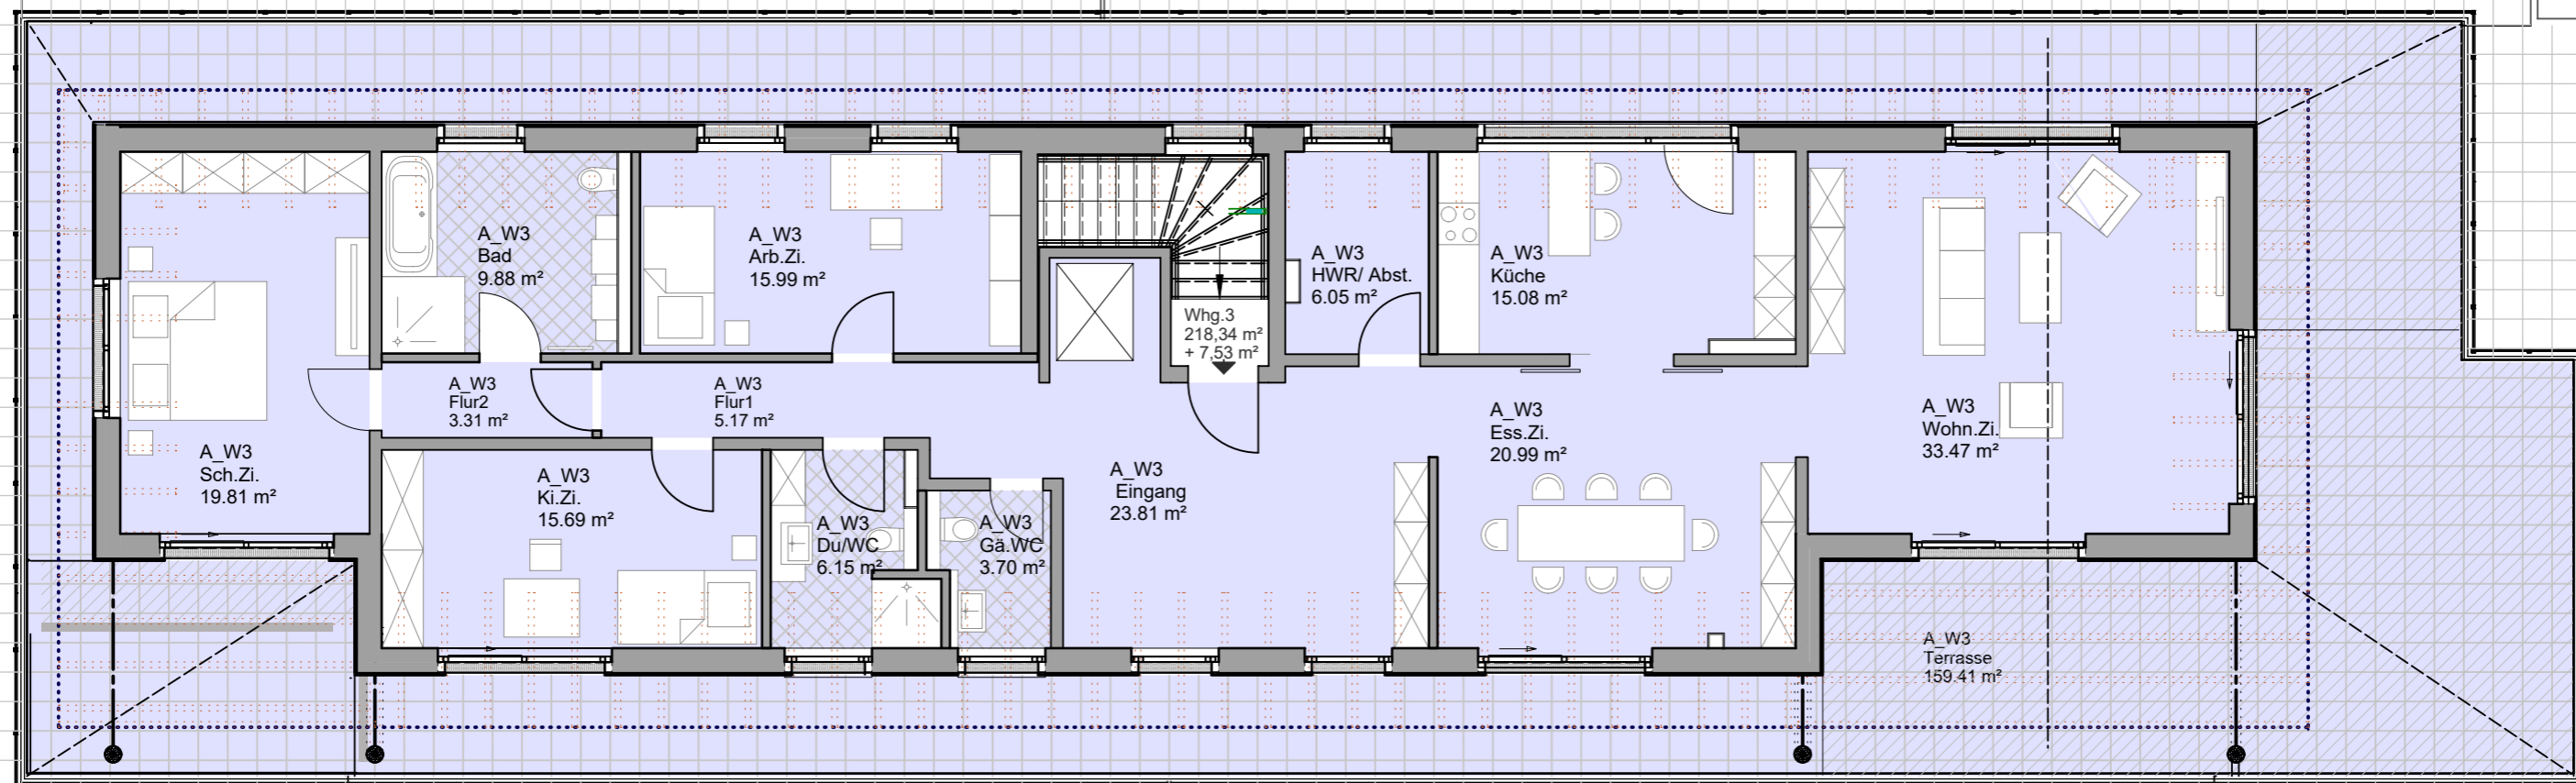 A_W3
Bad
9.88 m²
A_W3
Arb.Zi.
15.99 m²
Whg.3
218,34 m²
+ 7,53 m²
A_W3
HWR/ Abst.
6.05 m²
A_W3
Küche
15.08 m²
A_W3
Flur2
3.31 m²
A_W3
Flur1
5.17 m²
A_W3
Ess.Zi.
20.99 m²
A_W3
Wohn.Zi.
33.47 m²
A_W3
Sch.Zi.
19.81 m²
A_W3
Ki.Zi.
15.69 m²
A_W3
Du/WC
6.15 m²
A_W3
Gä.WC
3.70 m²
A_W3
Eingang
23.81 m²
A_W3
Terrasse
159.41 m²